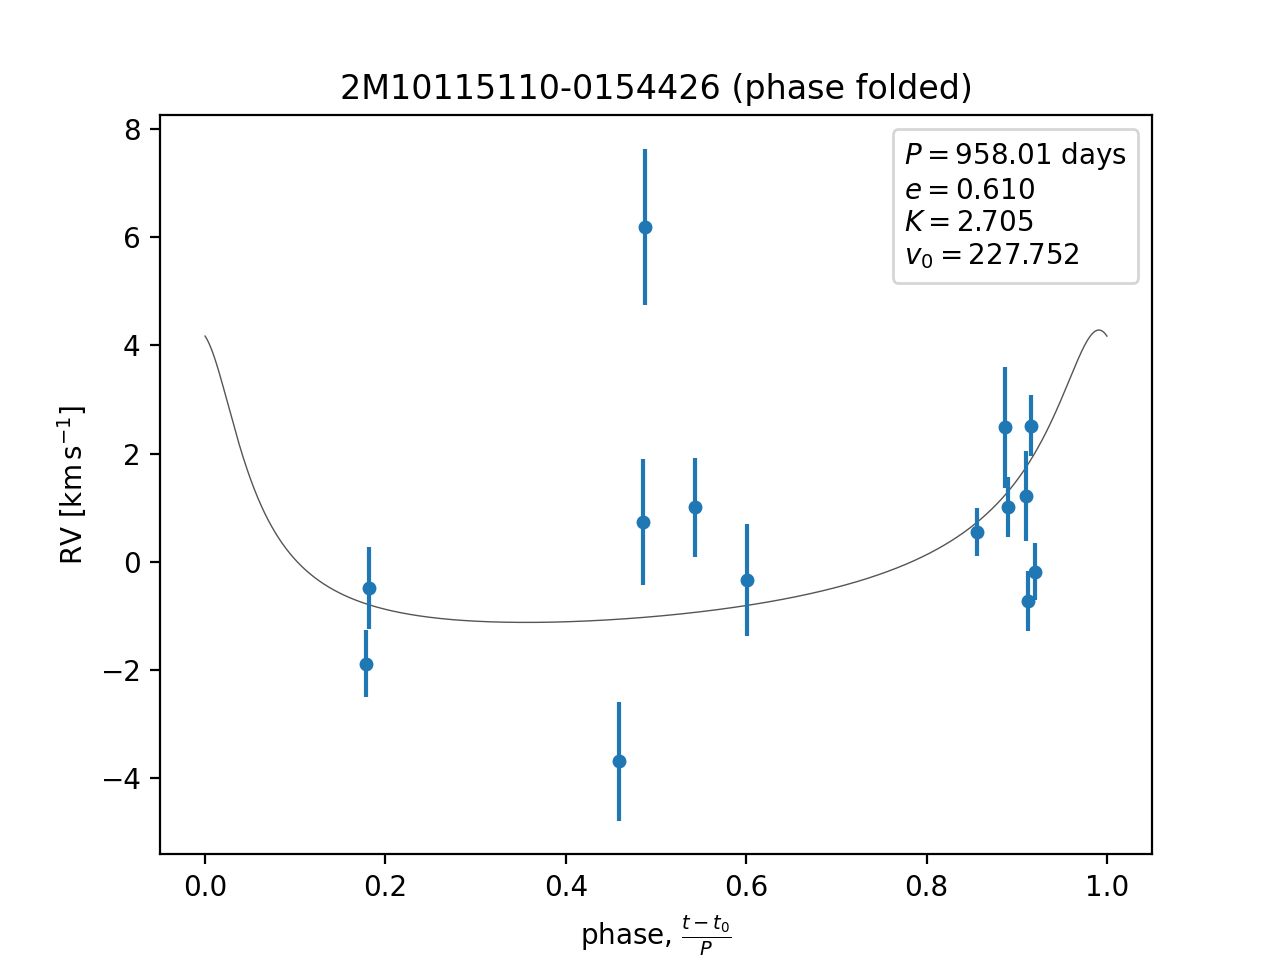 2M10115110-0154426 (phase folded)
P = 958.01 days
e = 0.610
K = 2.705
v₀ = 227.752
RV [km s⁻¹]
8
6
4
2
0
−2
−4
0.0 0.2 0.4 0.6 0.8 1.0
phase, (t − t₀)/P